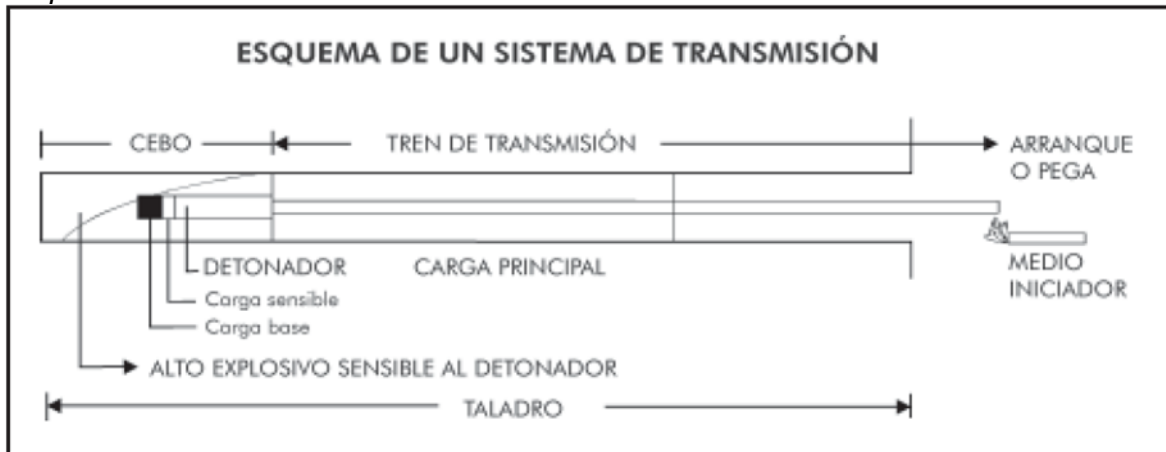 ESQUEMA DE UN SISTEMA DE TRANSMISIÓN
CEBO
TREN DE TRANSMISIÓN
ARRANQUE
O PEGA
DETONADOR
CARGA PRINCIPAL
MEDIO
INICIADOR
Carga sensible
Carga base
ALTO EXPLOSIVO SENSIBLE AL DETONADOR
TALADRO